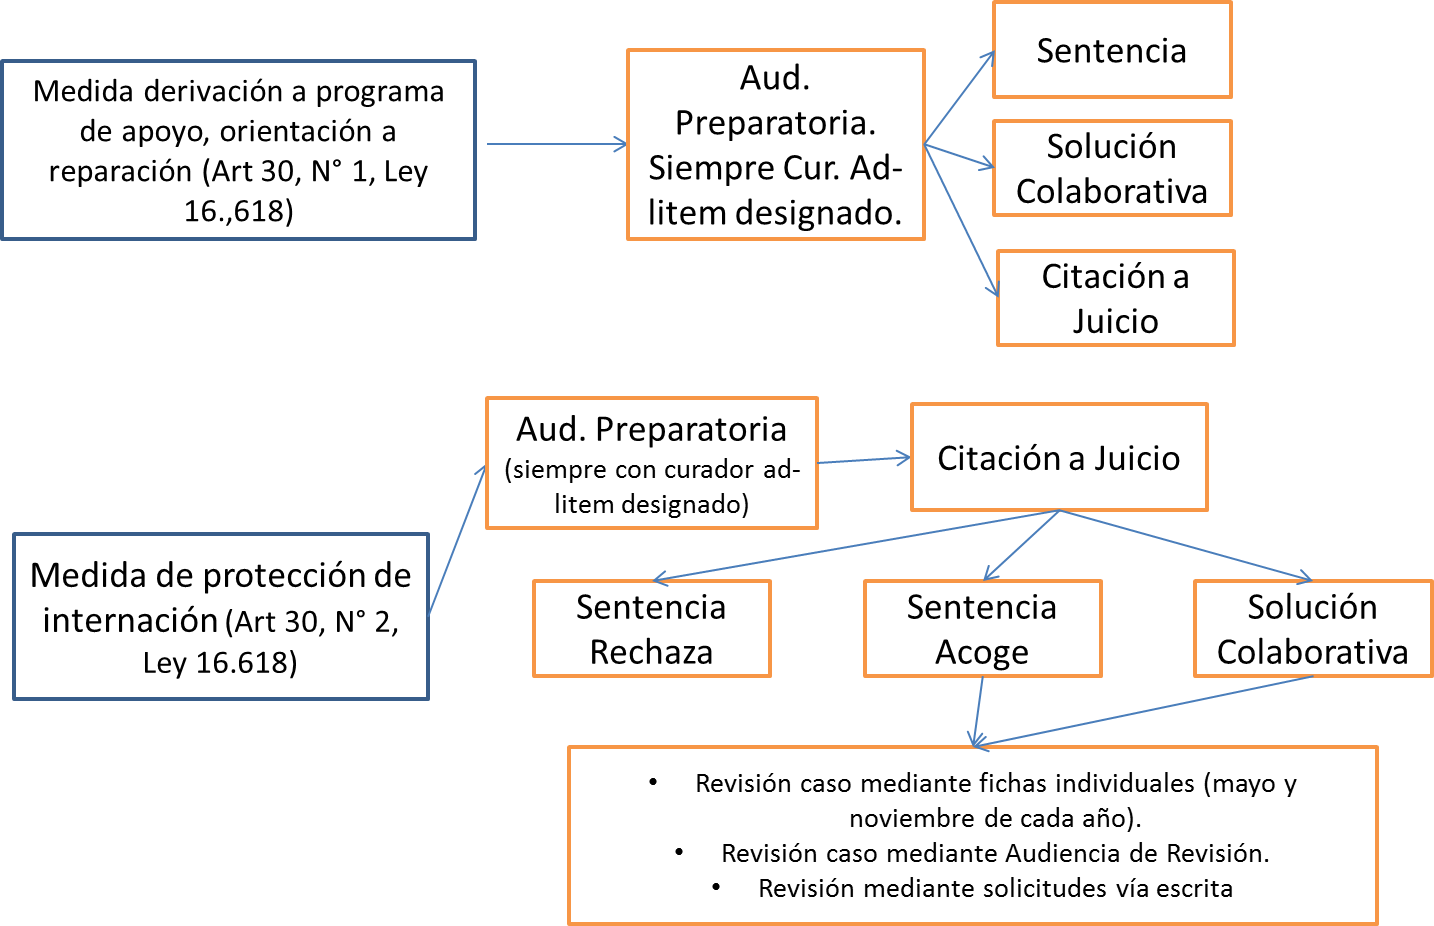 Medida derivación a programa
de apoyo, orientación a
reparación (Art 30, N° 1, Ley
16.,618)
Aud.
Preparatoria.
Siempre Cur. Ad-
litem designado.
Sentencia
Solución
Colaborativa
Citación a
Juicio
Aud. Preparatoria
(siempre con curador ad-
litem designado)
Citación a Juicio
Medida de protección de
internación (Art 30, N° 2,
Ley 16.618)
Sentencia
Rechaza
Sentencia
Acoge
Solución
Colaborativa
• Revisión caso mediante fichas individuales (mayo y
noviembre de cada año).
• Revisión caso mediante Audiencia de Revisión.
• Revisión mediante solicitudes vía escrita